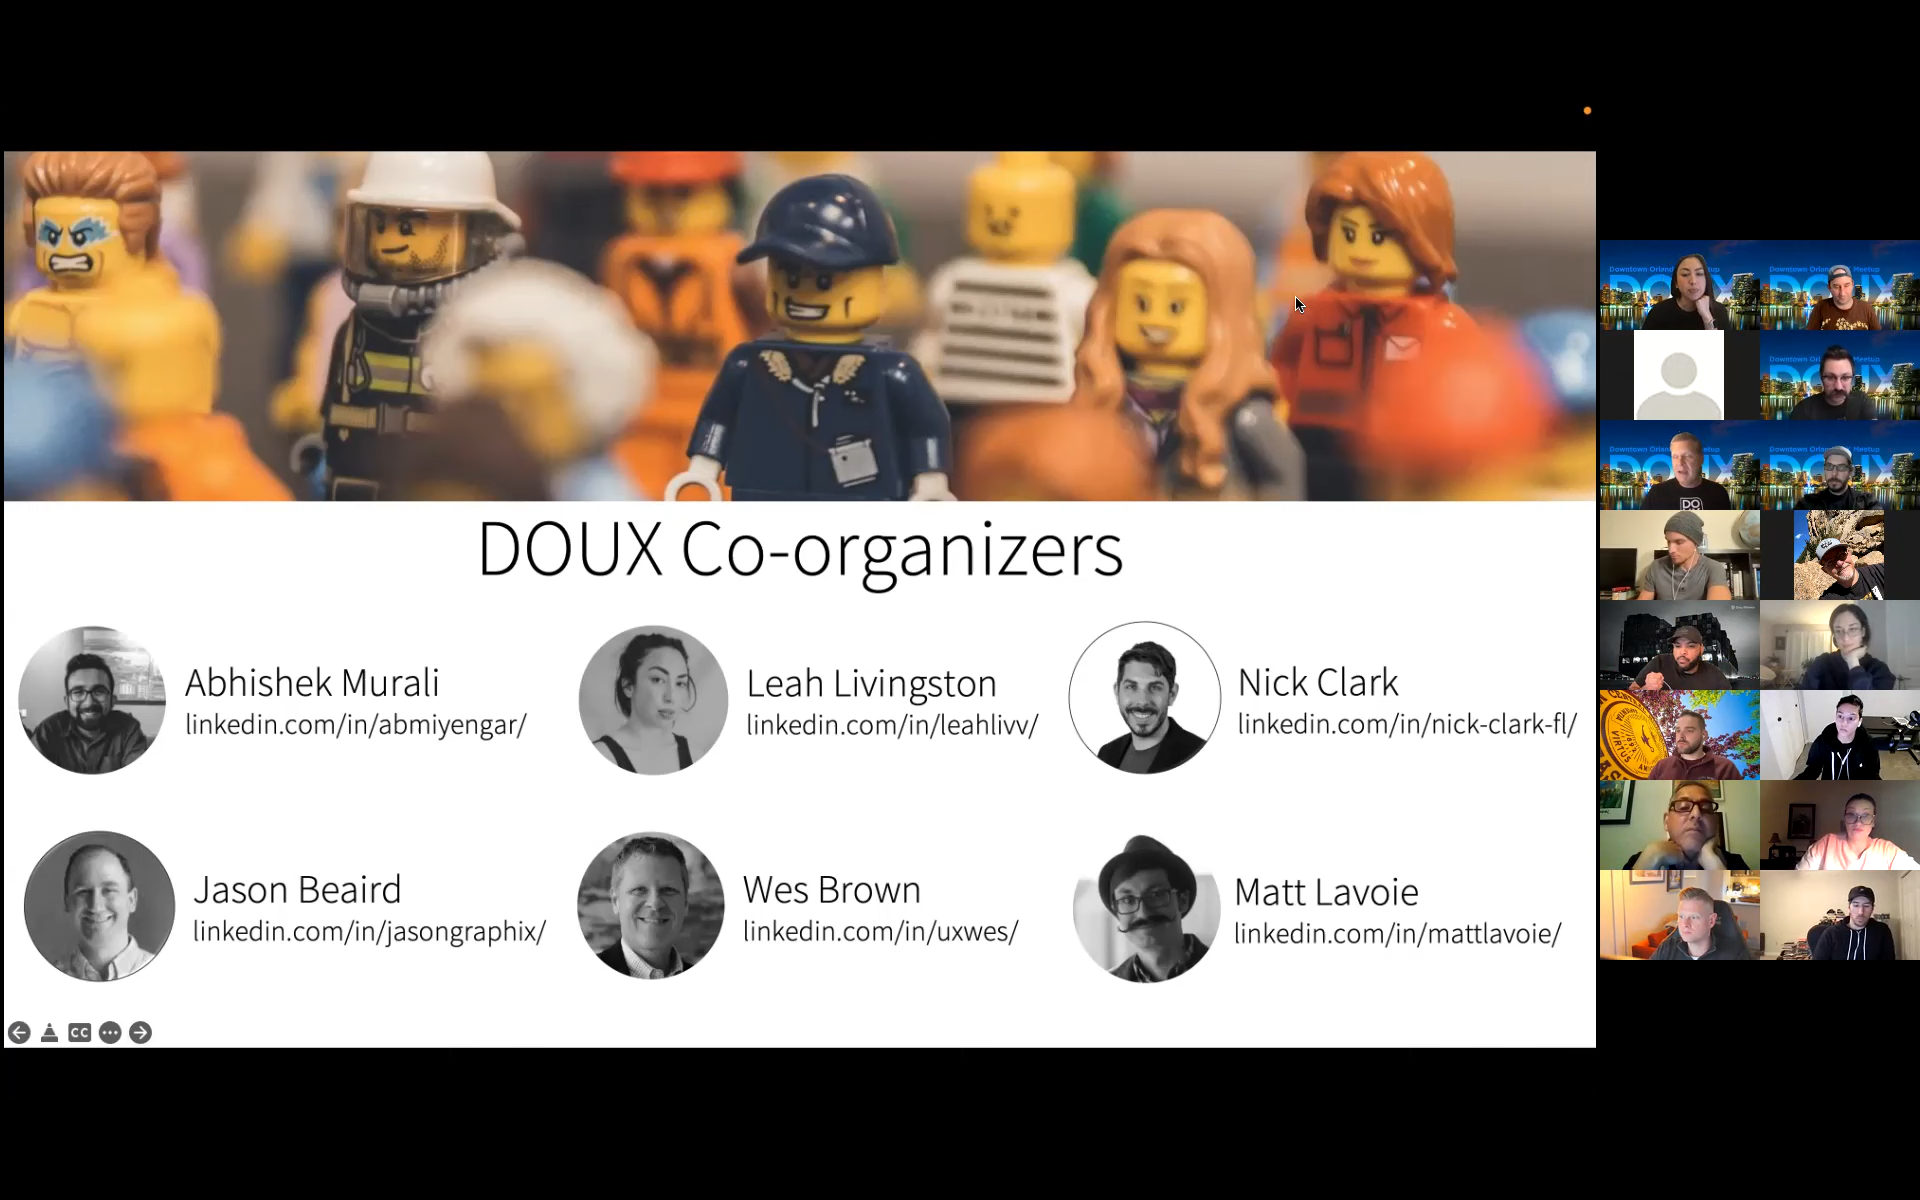 DOUX Co-organizers
Abhishek Murali
linkedin.com/in/abmiyengar/
Leah Livingston
linkedin.com/in/leahlivv/
Nick Clark
linkedin.com/in/nick-clark-fl/
Jason Beaird
linkedin.com/in/jasongraphix/
Wes Brown
linkedin.com/in/uxwes/
Matt Lavoie
linkedin.com/in/mattlavoie/
CC